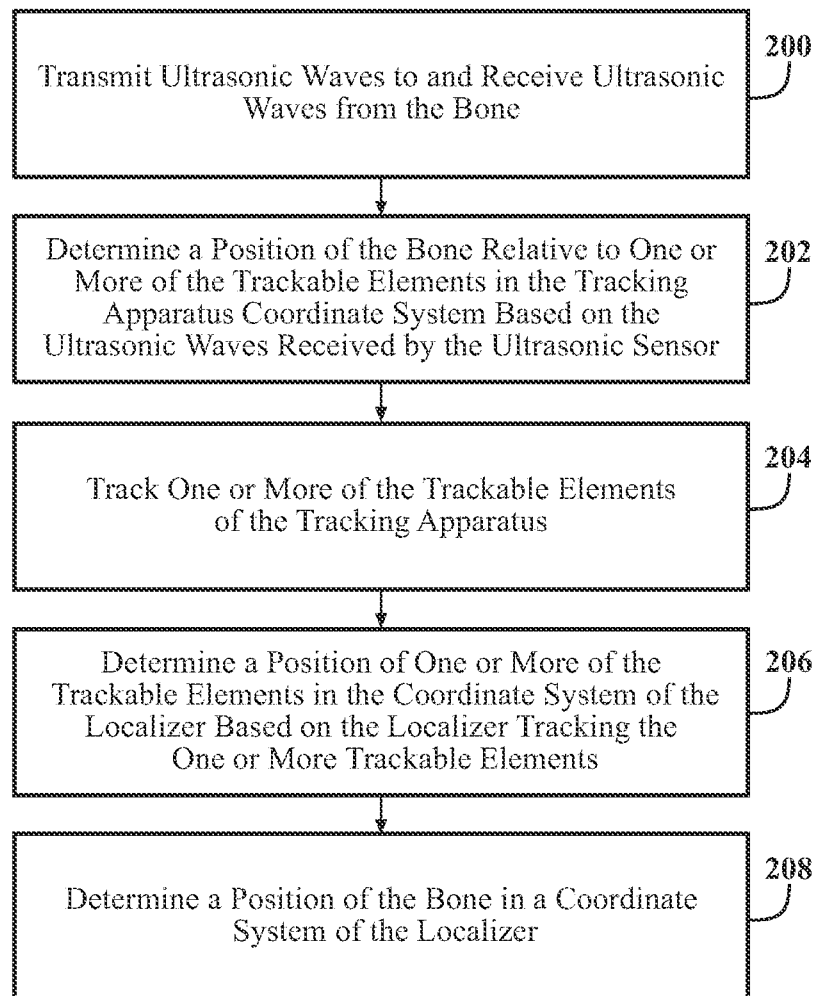 200
Transmit Ultrasonic Waves to and Receive Ultrasonic
Waves from the Bone
202
Determine a Position of the Bone Relative to One or
More of the Trackable Elements in the Tracking
Apparatus Coordinate System Based on the
Ultrasonic Waves Received by the Ultrasonic Sensor
204
Track One or More of the Trackable Elements
of the Tracking Apparatus
206
Determine a Position of One or More of the
Trackable Elements in the Coordinate System of the
Localizer Based on the Localizer Tracking the
One or More Trackable Elements
208
Determine a Position of the Bone in a Coordinate
System of the Localizer